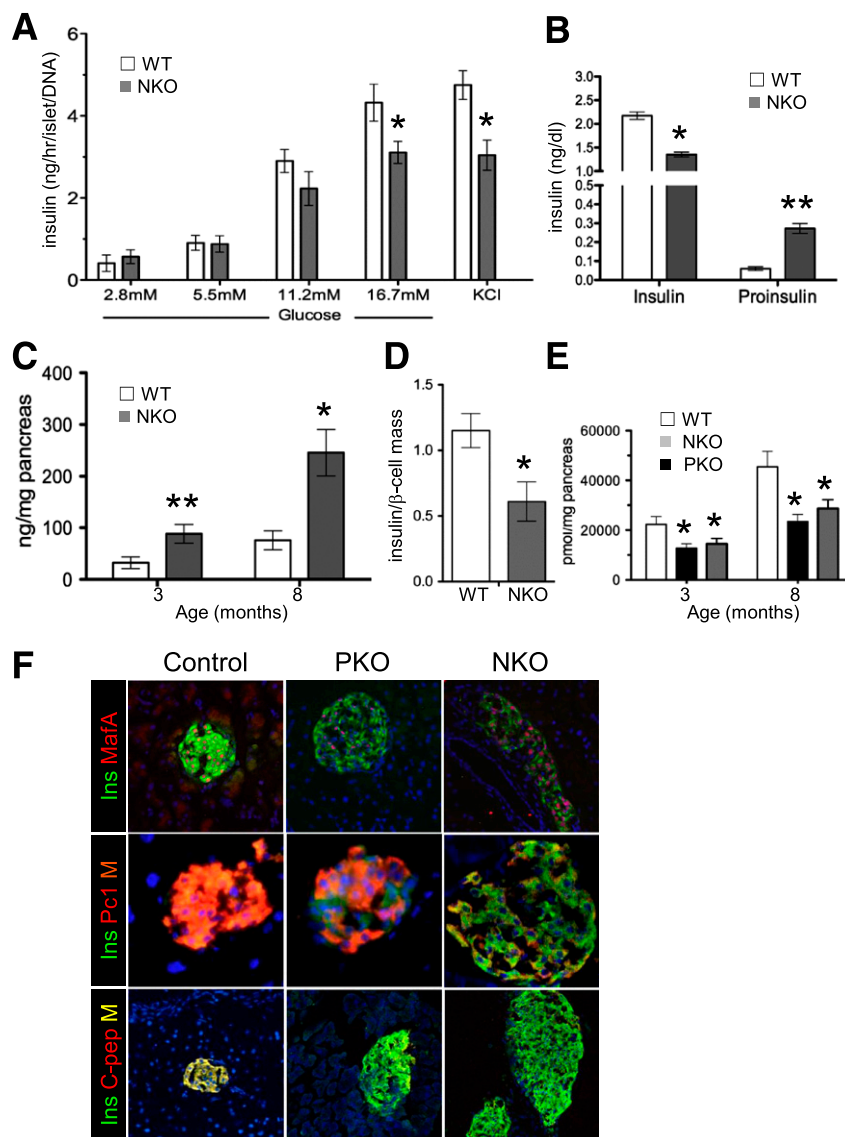 A
insulin (ng/hr/islet/DNA)
6
4
2
0
WT
NKO
*
*
2.8mM 5.5mM 11.2mM 16.7mM KCl
Glucose
B
insulin (ng/dl)
3.0
2.5
2.0
1.5
1.0
0.5
0.4
0.3
0.2
0.1
0.0
WT
NKO
*
**
Insulin Proinsulin
C
ng/mg pancreas
400
300
200
100
0
WT
NKO
**
*
3 8
Age (months)
D
insulin/β-cell mass
1.5
1.0
0.5
0.0
*
WT NKO
E
pmol/mg pancreas
60000
40000
20000
0
WT
NKO
PKO
* *
* *
3 8
Age (months)
F
Control PKO NKO
Ins MafA
Ins Pc1 M
Ins C-pep M